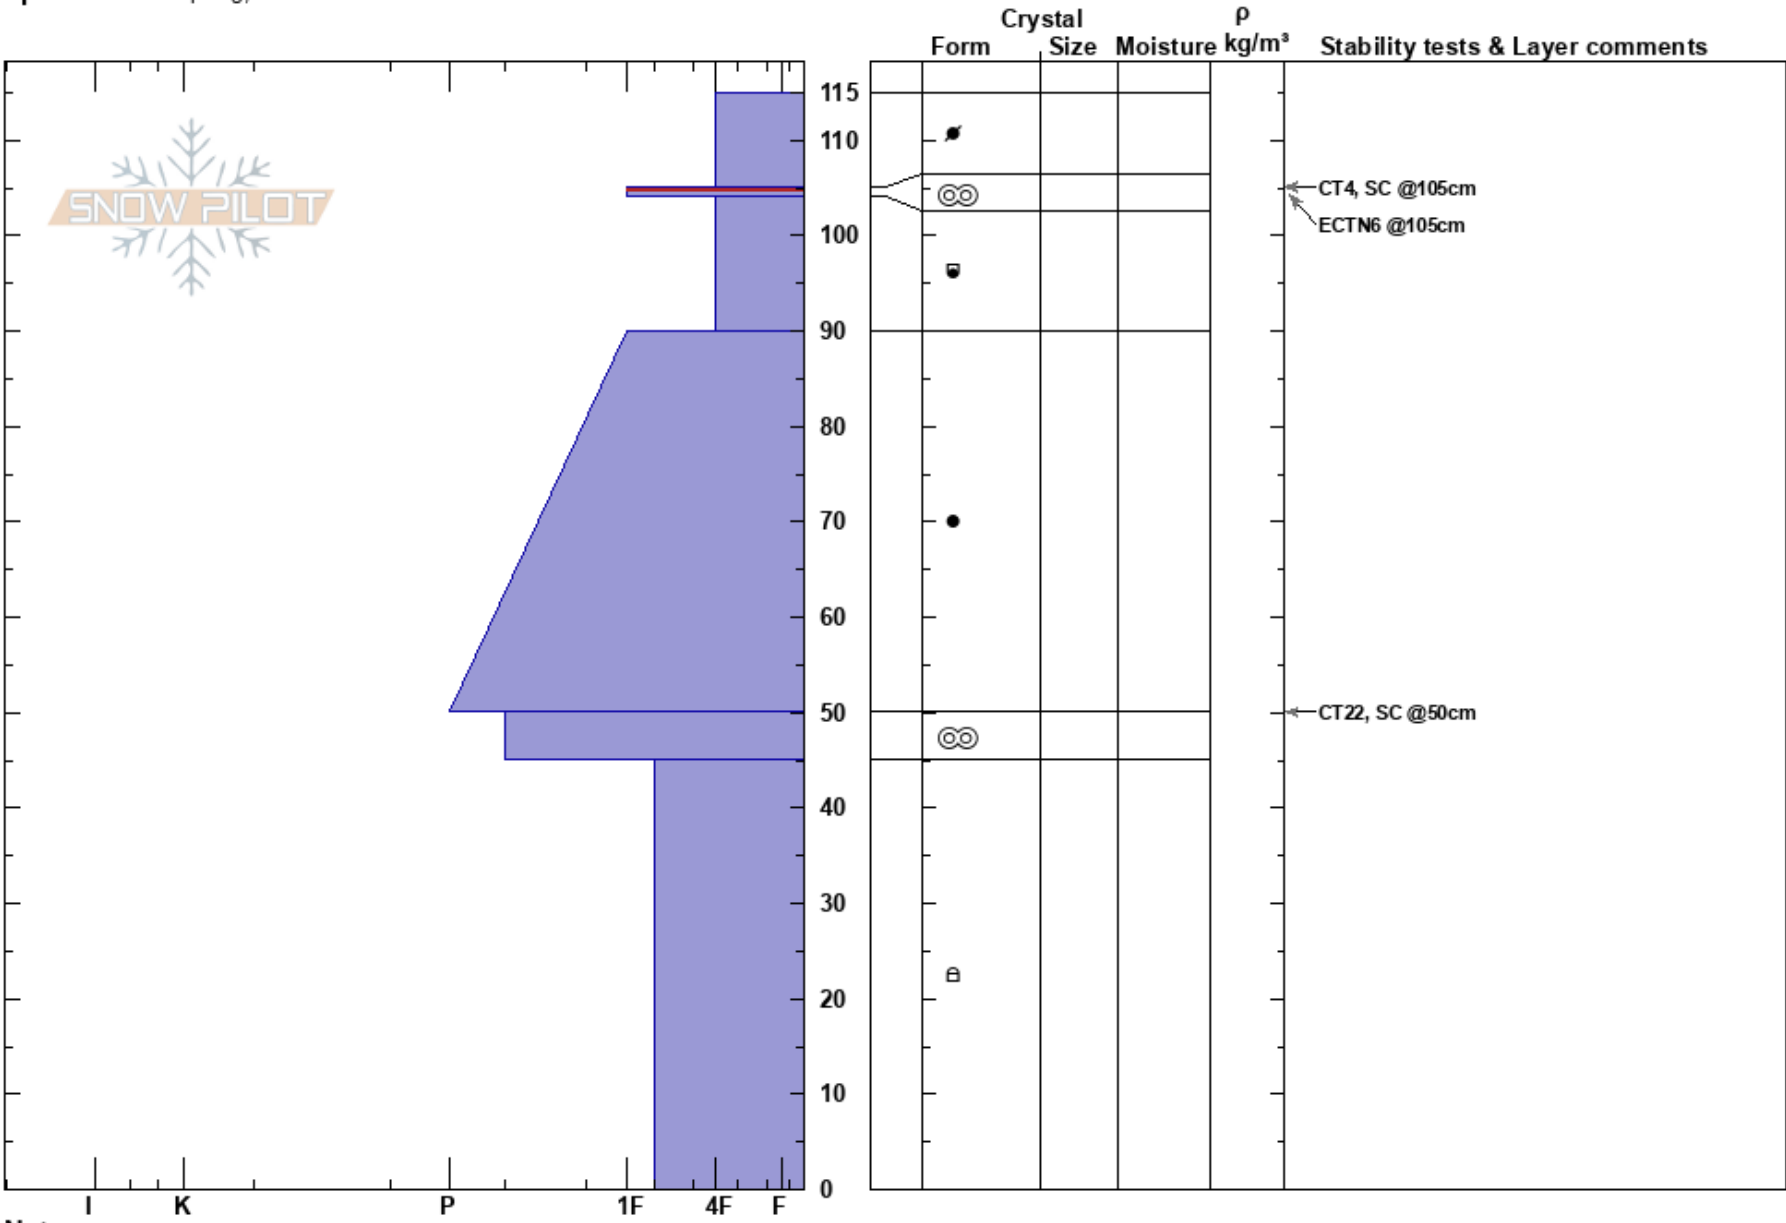 Crystal
ρ
Form Size Moisture kg/m³ Stability tests & Layer comments
115
110
SNOW PILOT
CT4, SC @105cm
ECTN6 @105cm
100
90
80
70
60
50
CT22, SC @50cm
40
30
20
10
0
I K P 1F 4F F